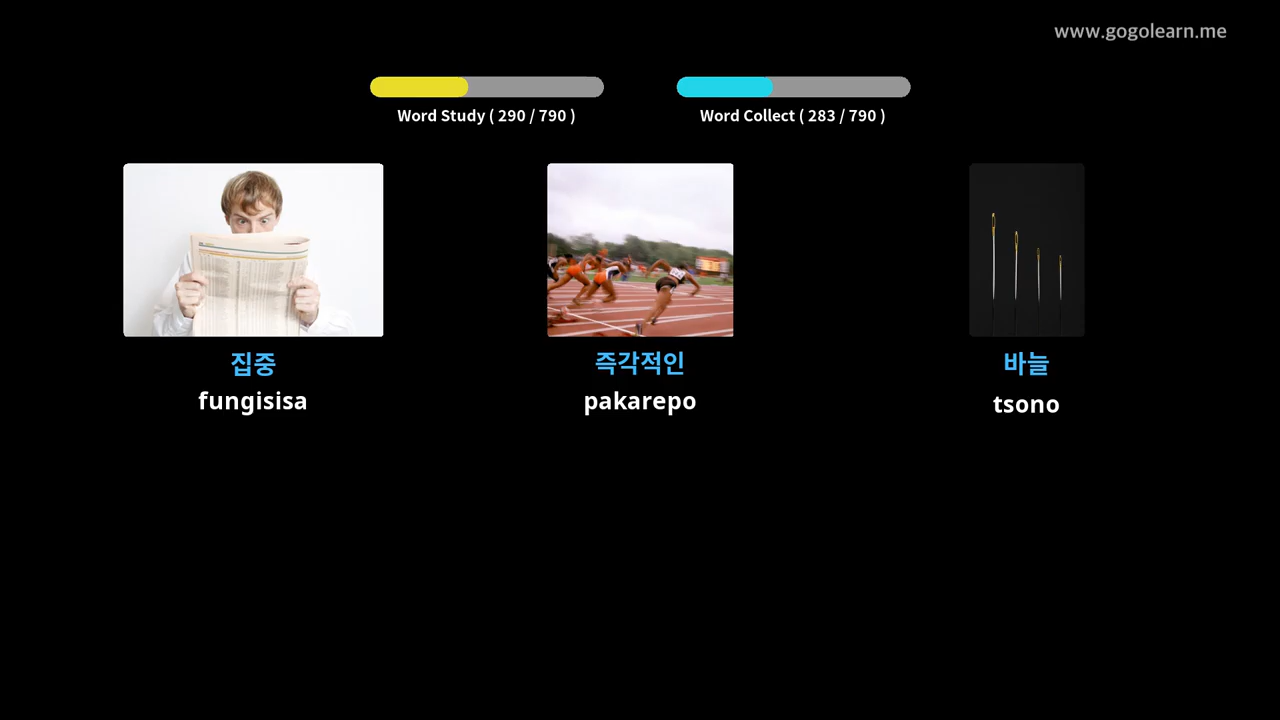 www.gogolearn.me
Word Study ( 290 / 790 )
Word Collect ( 283 / 790 )
집중
fungisisa
즉각적인
pakarepo
바늘
tsono